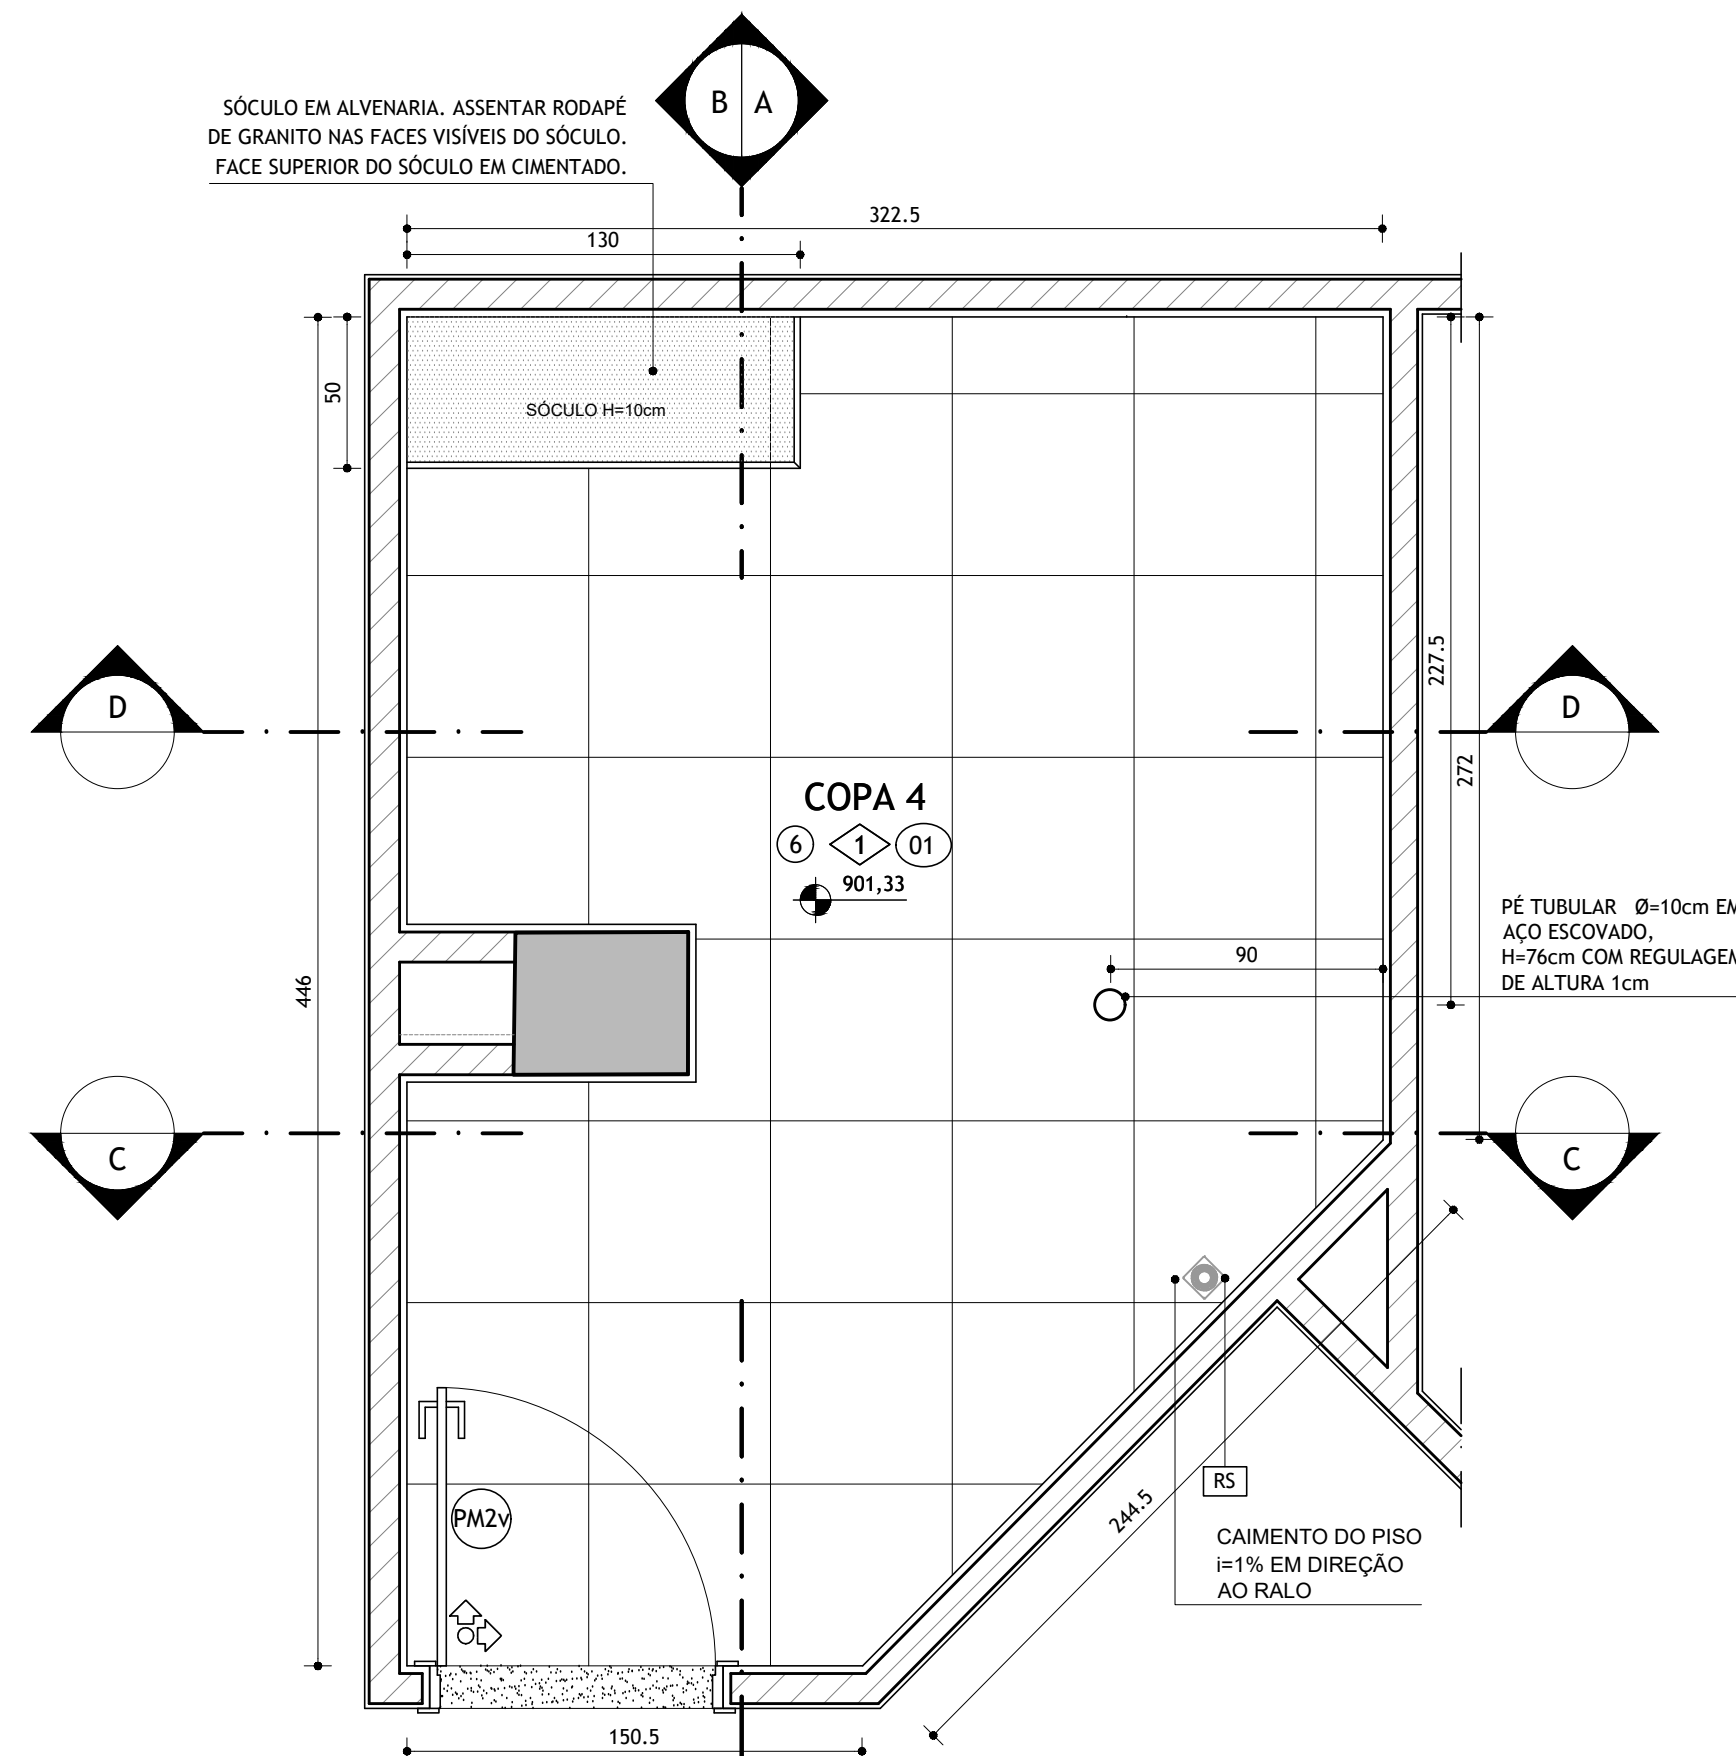 B A
SÓCULO EM ALVENARIA. ASSENTAR RODAPÉ
DE GRANITO NAS FACES VISÍVEIS DO SÓCULO.
FACE SUPERIOR DO SÓCULO EM CIMENTADO.
322.5
130
50
SÓCULO H=10cm
227.5
D
D
272
COPA 4
6 1 01
901,33
PÉ TUBULAR Ø=10cm EM
AÇO ESCOVADO,
H=76cm COM REGULAGEM
DE ALTURA 1cm
90
446
C
C
RS
244.5
PM2v
CAIMENTO DO PISO
i=1% EM DIREÇÃO
AO RALO
150.5